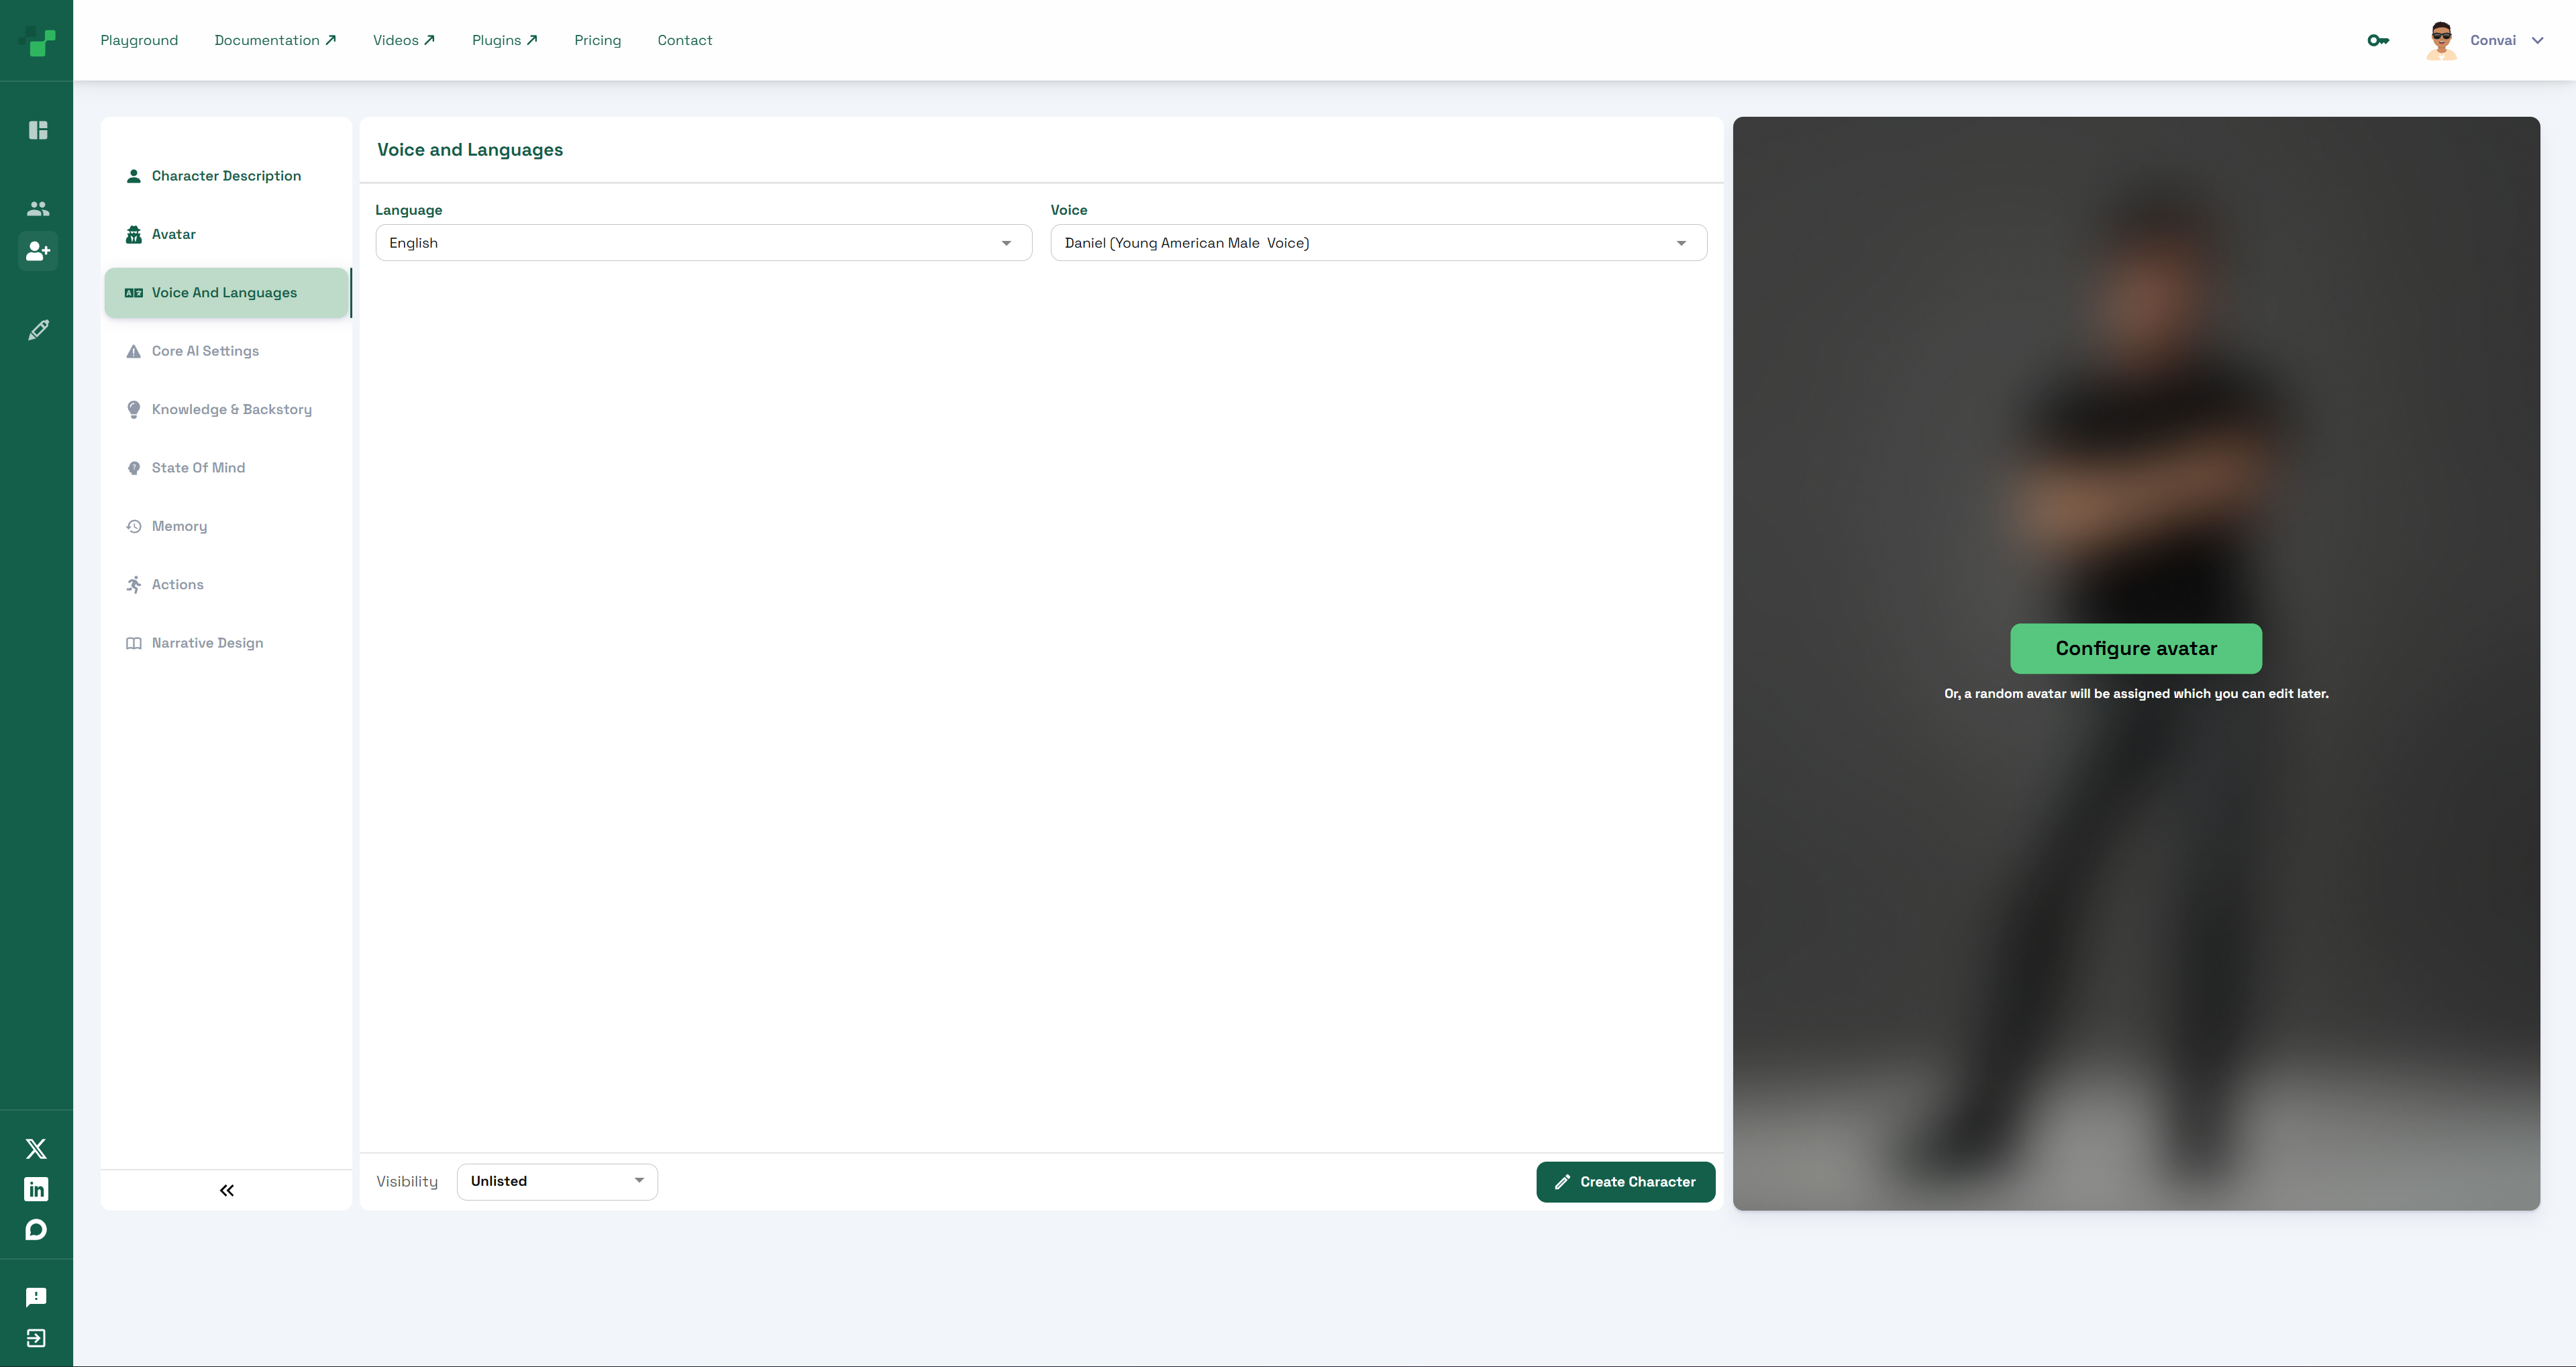 Playground Documentation Videos Plugins Pricing Contact Convai
Character Description
Avatar
Voice And Languages
Core AI Settings
Knowledge & Backstory
State Of Mind
Memory
Actions
Narrative Design
Voice and Languages
Language
English
Voice
Daniel (Young American Male  Voice)
Visibility
Unlisted
Create Character
Configure avatar
Or, a random avatar will be assigned which you can edit later.